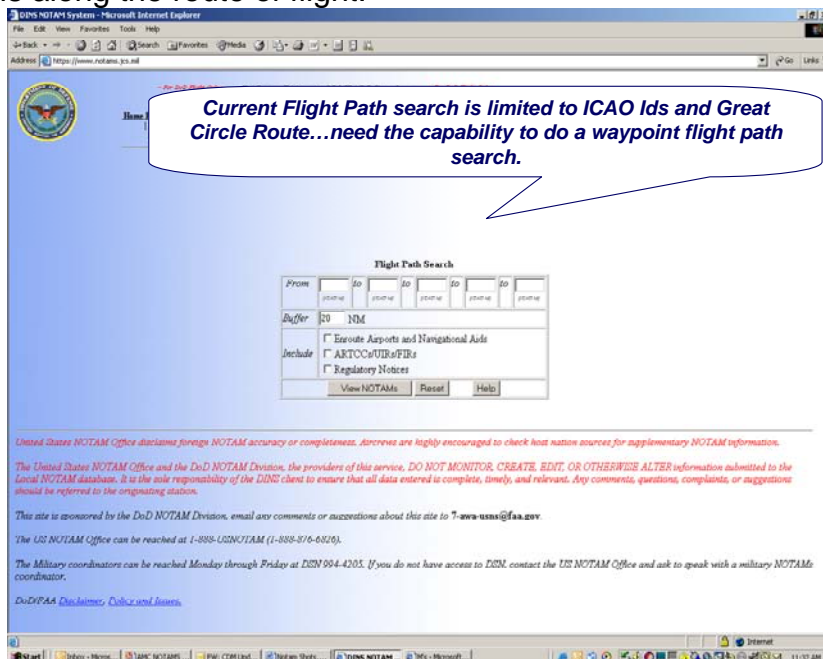 s along the route of flight.
DINS NOTAM System - Microsoft Internet Explorer
File Edit View Favorites Tools Help
Back Search Favorites Media
Address https://www.notams.jcs.mil Go Links
Current Flight Path search is limited to ICAO Ids and Great
Circle Route…need the capability to do a waypoint flight path
search.
Flight Path Search
From to to to to
Buffer 20 NM
Include
Enroute Airports and Navigational Aids
ARTCCs/UIRs/FIRs
Regulatory Notices
View NOTAMs Reset Help
United States NOTAM Office disclaims foreign NOTAM accuracy or completeness. Aircrews are highly encouraged to check host nation sources for supplementary NOTAM information.
The United States NOTAM Office and the DoD NOTAM Division, the providers of this service, DO NOT MONITOR, CREATE, EDIT, OR OTHERWISE ALTER information submitted to the
Local NOTAM database. It is the sole responsibility of the DINS client to ensure that all data entered is complete, timely, and relevant. Any comments, questions, complaints, or suggestions
should be referred to the originating station.
This site is sponsored by the DoD NOTAM Division, email any comments or suggestions about this site to 7-awa-usns@faa.gov.
The US NOTAM Office can be reached at 1-888-USNOTAM (1-888-876-6826).
The Military coordinators can be reached Monday through Friday at DSN 994-4205. If you do not have access to DSN, contact the US NOTAM Office and ask to speak with a military NOTAMs
coordinator.
DoD/FAA Disclaimer, Policy and Issues.
Internet
Start Inbox - Micros... AMC NOTAMS Notam Shots DINS NOTAM ... - Microsoft... 11:37 AM